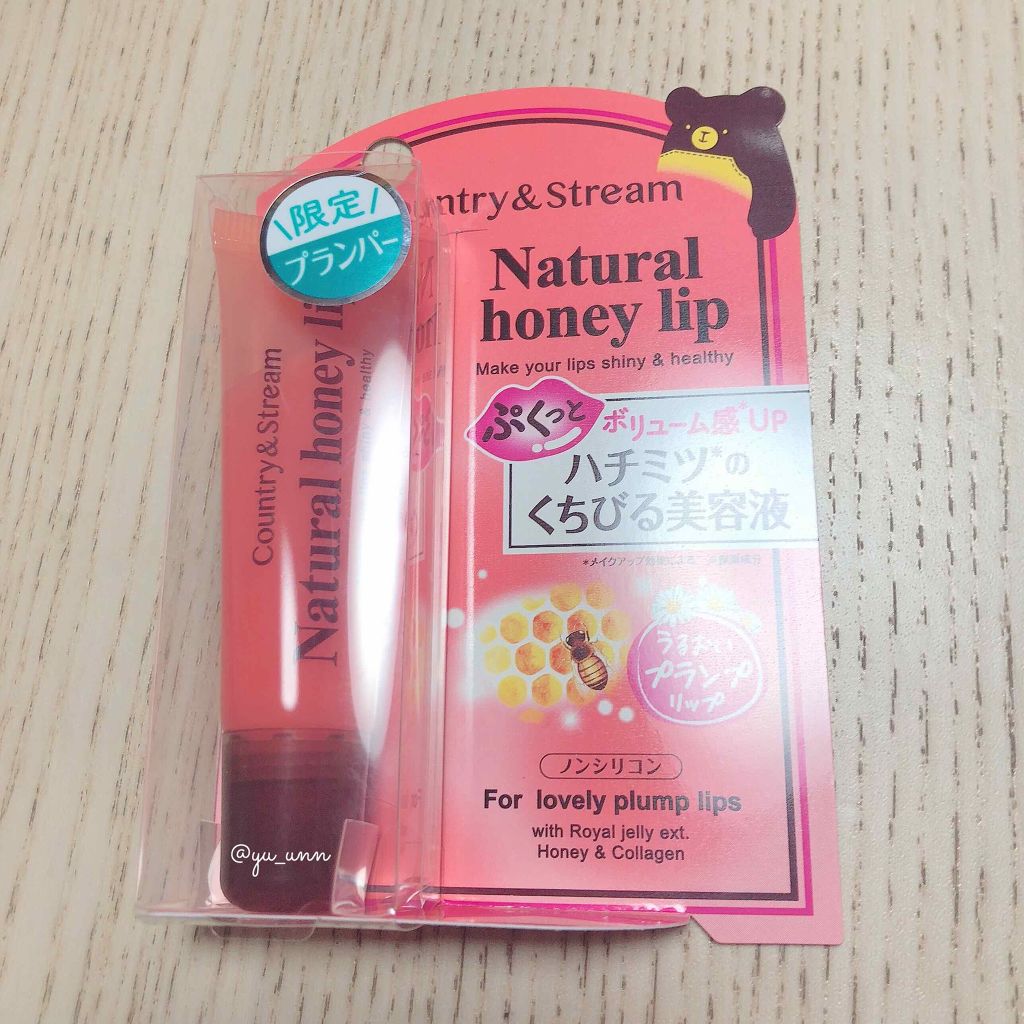 \限定/
プランパー
Country & Stream
Natural honey li
Country&Stream
Natural
honey lip
Make your lips shiny & healthy
ぷくっと
ボリューム感*UP
ハチミツ*の
くちびる美容液
うるおい
プランプ
リップ
ノンシリコン
For lovely plump lips
with Royal jelly ext.
Honey & Collagen
@yu_unn